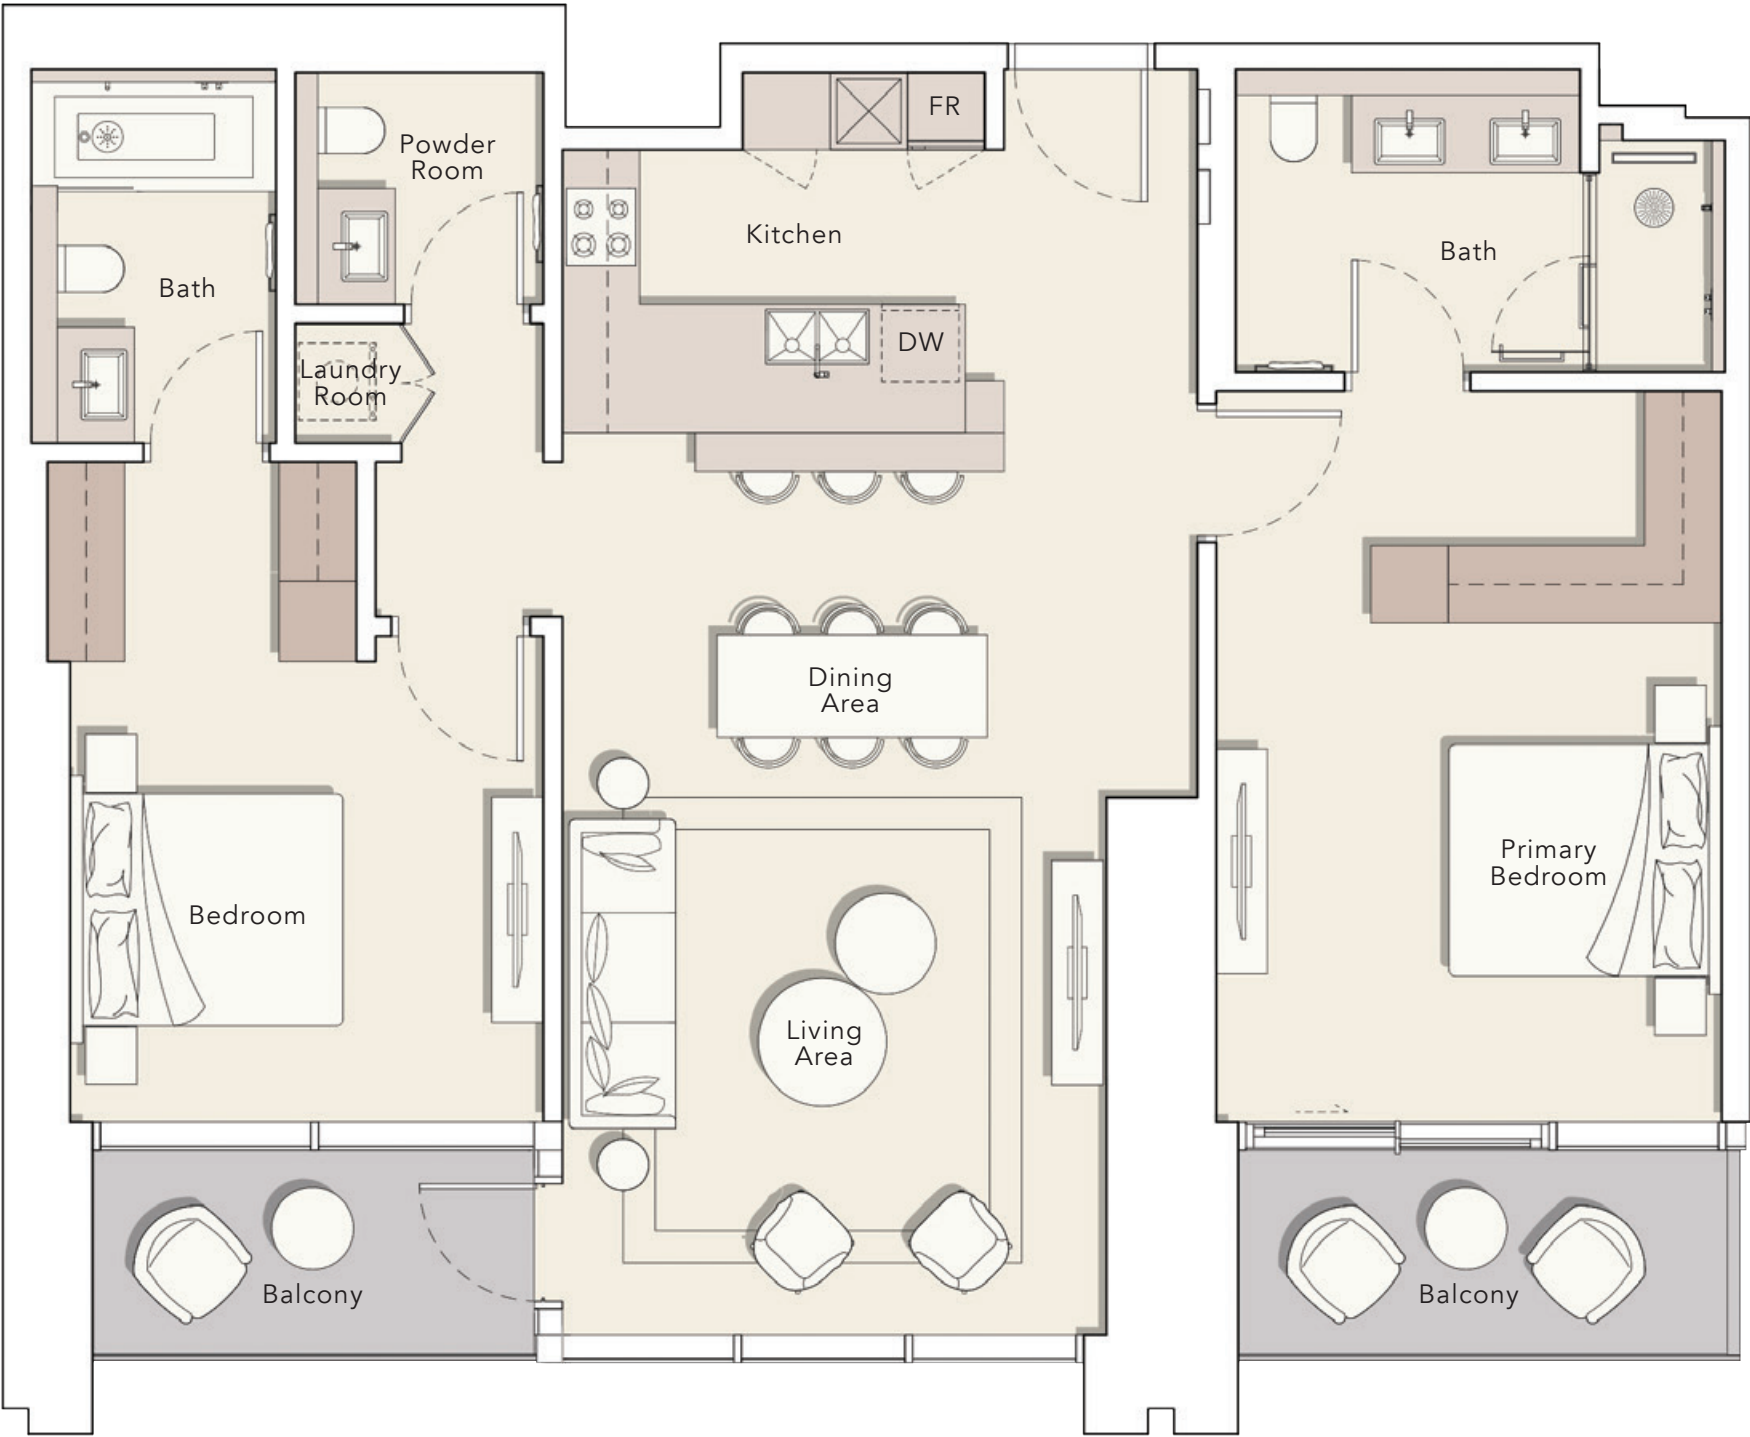 FR
Powder
Room
Kitchen
Bath
Bath
DW
Laundry
Room
Dining
Area
Primary
Bedroom
Bedroom
Living
Area
Balcony
Balcony